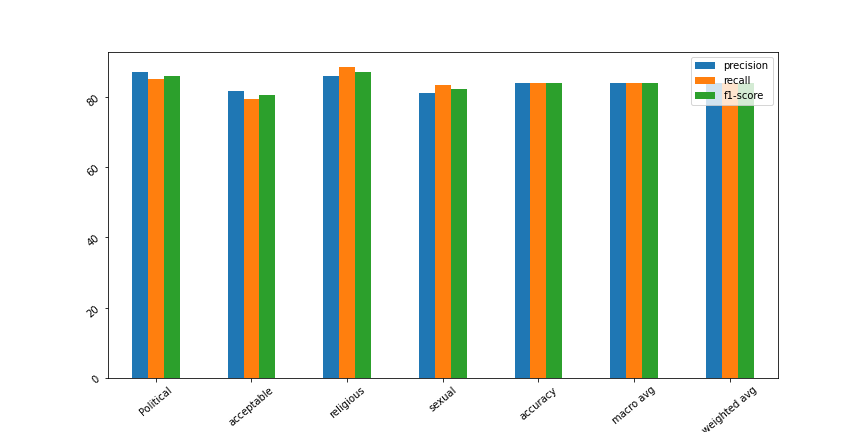 precision
recall
f1-score
80
60
40
20
0
Political
acceptable
religious
sexual
accuracy
macro avg
weighted avg